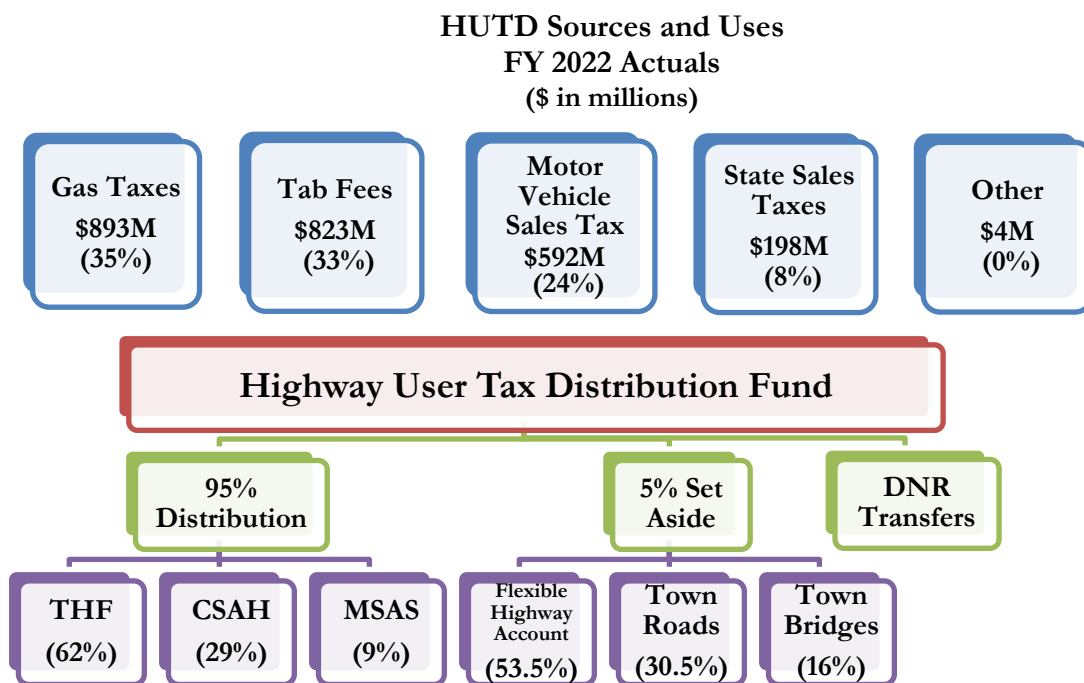 HUTD Sources and Uses
FY 2022 Actuals
($ in millions)
Gas Taxes
$893M
(35%)
Tab Fees
$823M
(33%)
Motor
Vehicle
Sales Tax
$592M
(24%)
State Sales
Taxes
$198M
(8%)
Other
$4M
(0%)
Highway User Tax Distribution Fund
95%
Distribution
5% Set
Aside
DNR
Transfers
THF
(62%)
CSAH
(29%)
MSAS
(9%)
Flexible
Highway
Account
(53.5%)
Town
Roads
(30.5%)
Town
Bridges
(16%)